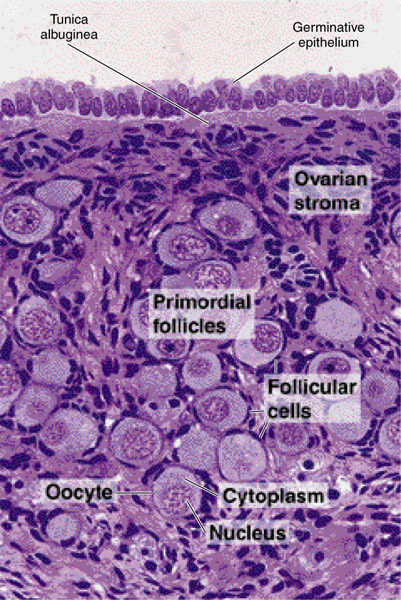 Tunica
albuginea
Germinative
epithelium
Ovarian
stroma
Primordial
follicles
Follicular
cells
Oocyte
Cytoplasm
Nucleus